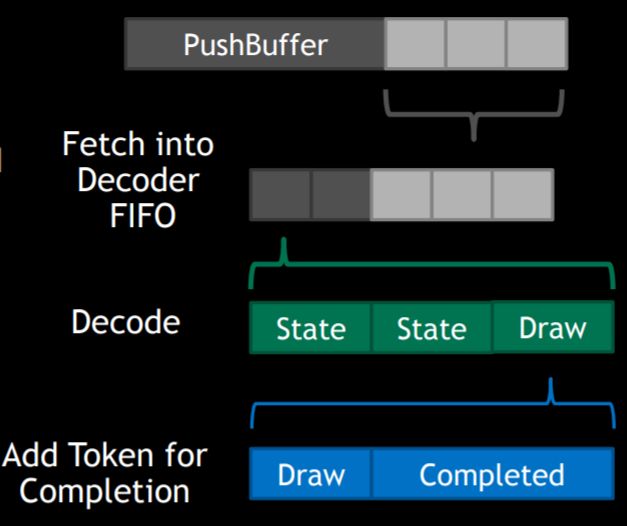 PushBuffer
Fetch into
Decoder
FIFO
Decode
State State Draw
Add Token for
Completion
Draw Completed